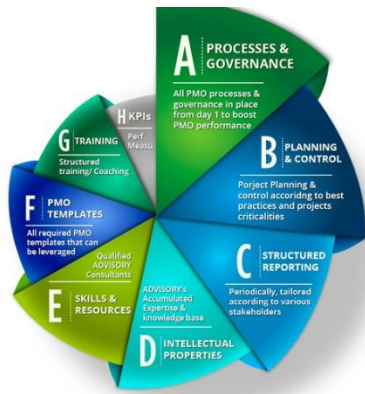 A
PROCESSES &
GOVERNANCE
All PMO processes &
governance in place
from day 1 to boost
PMO performance
B
PLANNING
& CONTROL
Porject Planning &
control accoridng to best
practices and projects
criticalities
C
STRUCTURED
REPORTING
Periodically, tailored
according to various
stakeholders
D
INTELLECTUAL
PROPERTIES
ADVISORY's
Accumulated
Expertise &
knowledge base
E
SKILLS &
RESOURCES
Qualified
ADVISORY
Consultants
F
PMO
TEMPLATES
All required PMO
templates that can
be leveraged
G
TRAINING
Structured
training/ Coaching
H
KPIs
Perf.
Measu